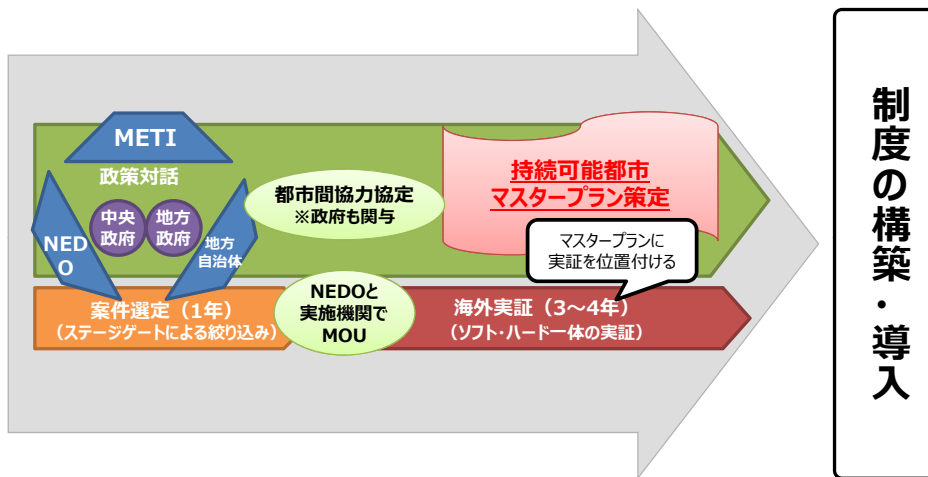 METI
政策対話
中央
政府
地方
政府
NED
O
地方
自治体
都市間協力協定
※政府も関与
持続可能都市
マスタープラン策定
マスタープランに
実証を位置付ける
案件選定（1年）
（ステージゲートによる絞り込み）
NEDOと
実施機関で
MOU
海外実証（3～4年）
（ソフト・ハード一体の実証）
制度の構築・導入